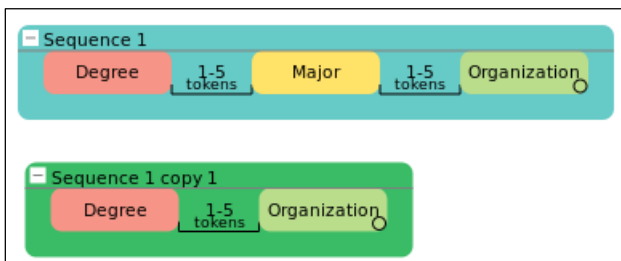 Sequence 1
Degree 1-5 tokens Major 1-5 tokens Organization
Sequence 1 copy 1
Degree 1-5 tokens Organization